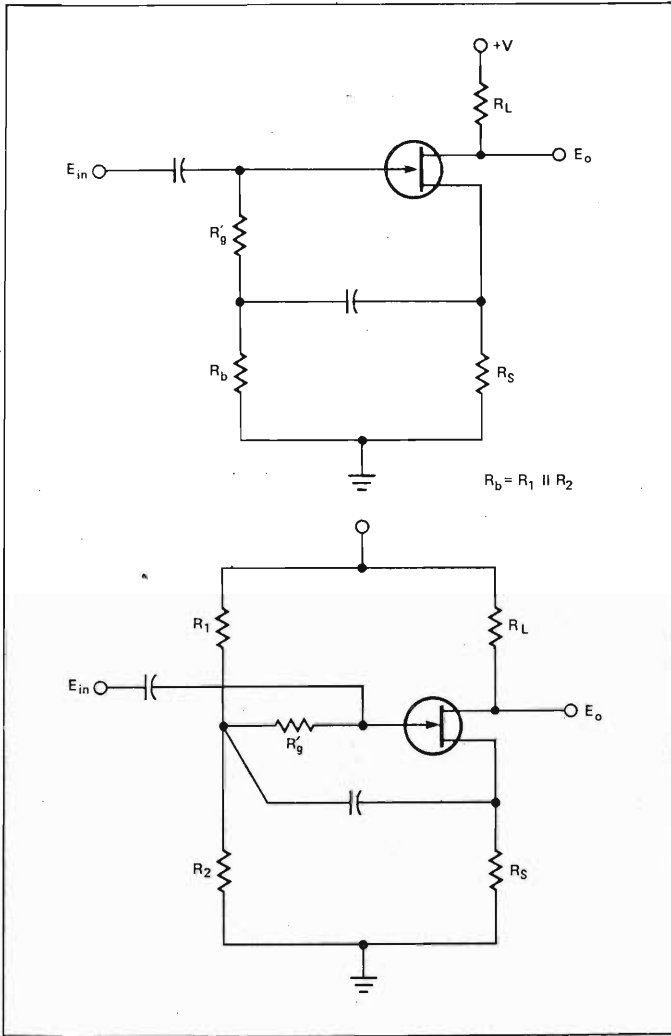 +V
R_L
E_in
E_o
R'_g
R_b
R_S
R_b = R_1 || R_2
R_1
R_L
E_in
E_o
R'_g
R_2
R_S